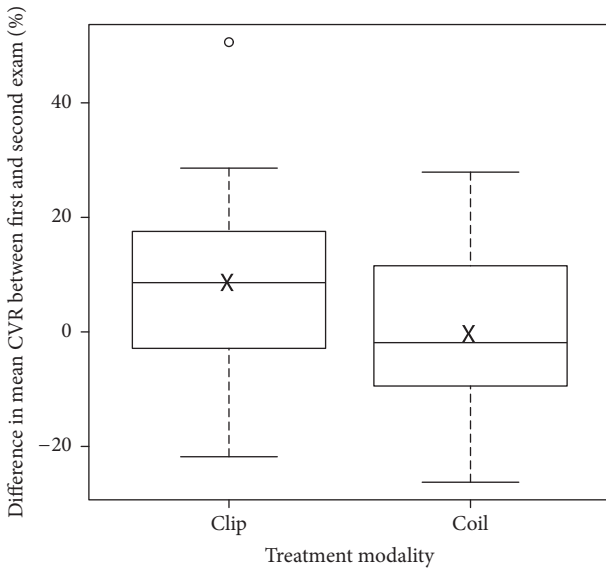 Difference in mean CVR between first and second exam (%)
40
20
0
−20
X
X
Clip
Coil
Treatment modality